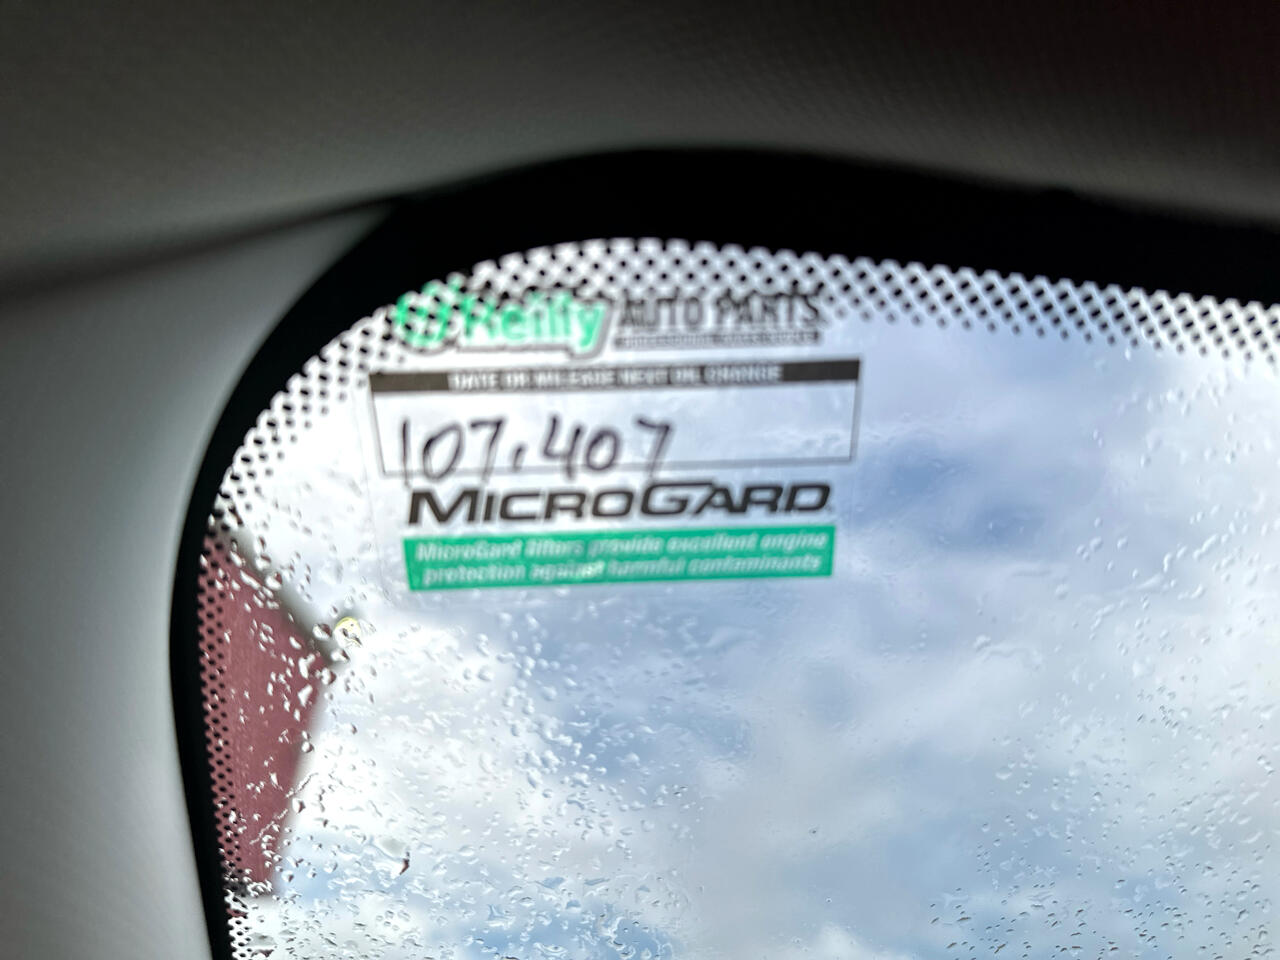 O'Reilly AUTO PARTS
DATE OR MILEAGE NEXT OIL CHANGE
107,407
MICROGARD
MicroGard filters provide excellent engine
protection against harmful contaminants